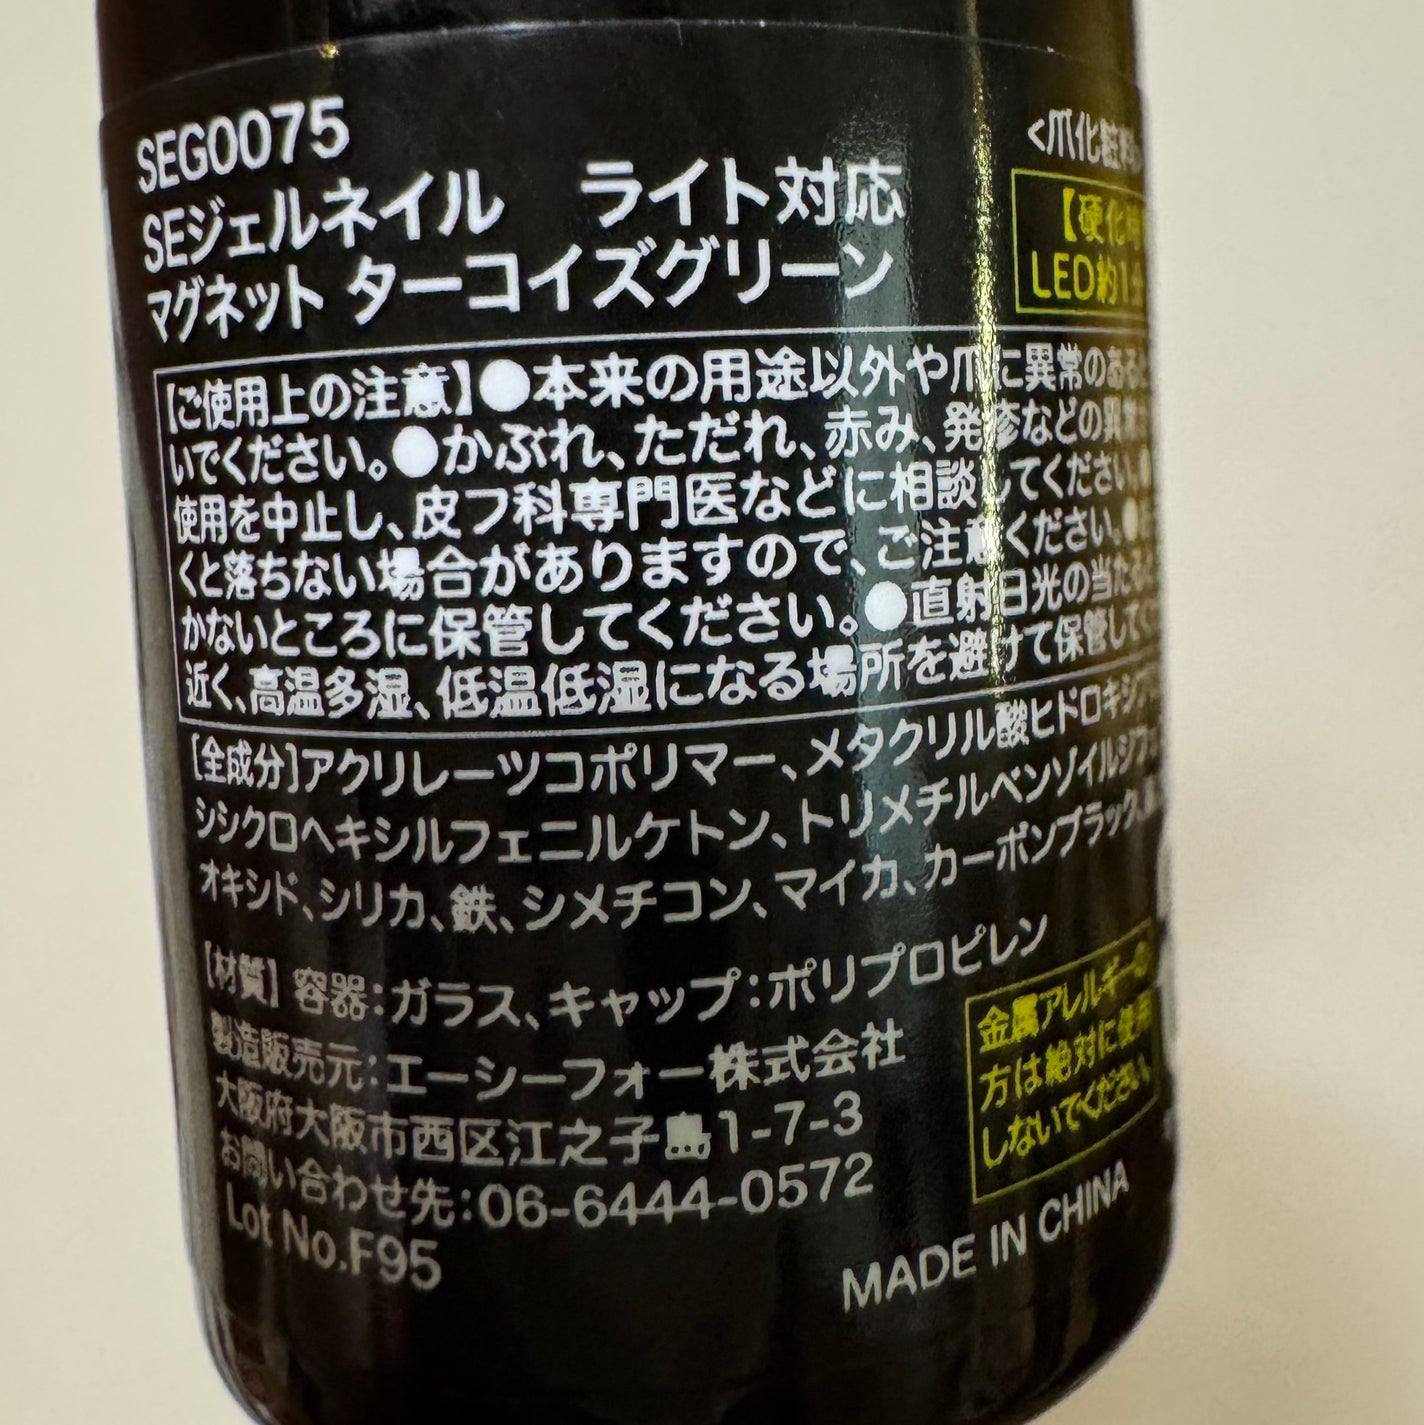 SEG0075
SEジェルネイル ライト対応
マグネット ターコイズグリーン
<爪化粧料
【硬化時
LED約1分
【ご使用上の注意】●本来の用途以外や爪に異常のある
いでください。●かぶれ、ただれ、赤み、発疹などの異常
使用を中止し、皮フ科専門医などに相談してください。●
くと落ちない場合がありますので、ご注意ください。●
かないところに保管してください。●直射日光の当たる
近く、高温多湿、低温低湿になる場所を避けて保管して
[全成分]アクリレーツコポリマー、メタクリル酸ヒドロキシ
シシクロヘキシルフェニルケトン、トリメチルベンゾイルジフ
オキシド、シリカ、鉄、シメチコン、マイカ、カーボンブラック、
【材質】容器:ガラス、キャップ:ポリプロピレン
製造販売元:エーシーフォー株式会社
大阪府大阪市西区江之子島1-7-3
お問い合わせ先:06-6444-0572
Lot No.F95
金属アレルギーの
方は絶対に使用
しないでください。
MADE IN CHINA